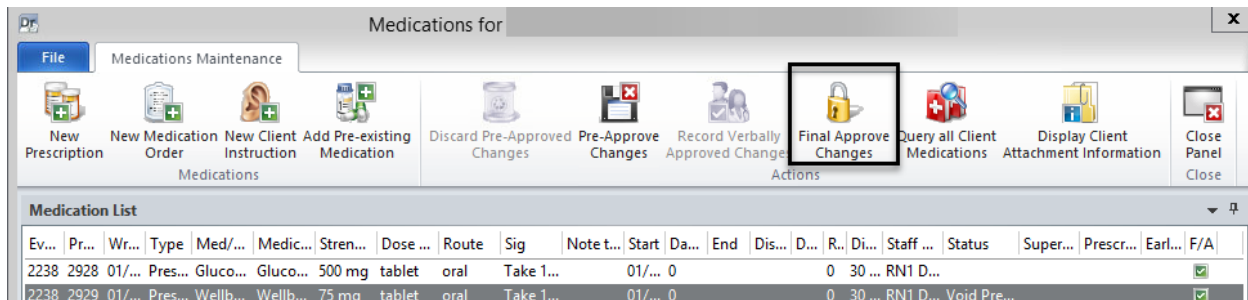 Dr
Medications for
x
File Medications Maintenance
New Prescription New Medication Order New Client Instruction Add Pre-existing Medication Discard Pre-Approved Changes Pre-Approve Changes Record Verbally Approved Change Final Approve Changes Query all Client Medications Display Client Attachment Information Close Panel
Medications Actions Close
Medication List
Ev... Pr... Wr... Type Med/... Medic... Stren... Dose ... Route Sig Note t... Start Da... End Dis... D... R.. Di... Staff ... Status Super... Prescr... Earl... F/A
2238 2928 01/... Pres... Gluco... Gluco... 500 mg tablet oral Take 1... 01/... 0 0 30 ... RN1 D...
2238 2929 01/... Pres... Wellb... Wellb... 75 mg tablet oral Take 1... 01/... 0 0 30 ... RN1 D... Void Pre...